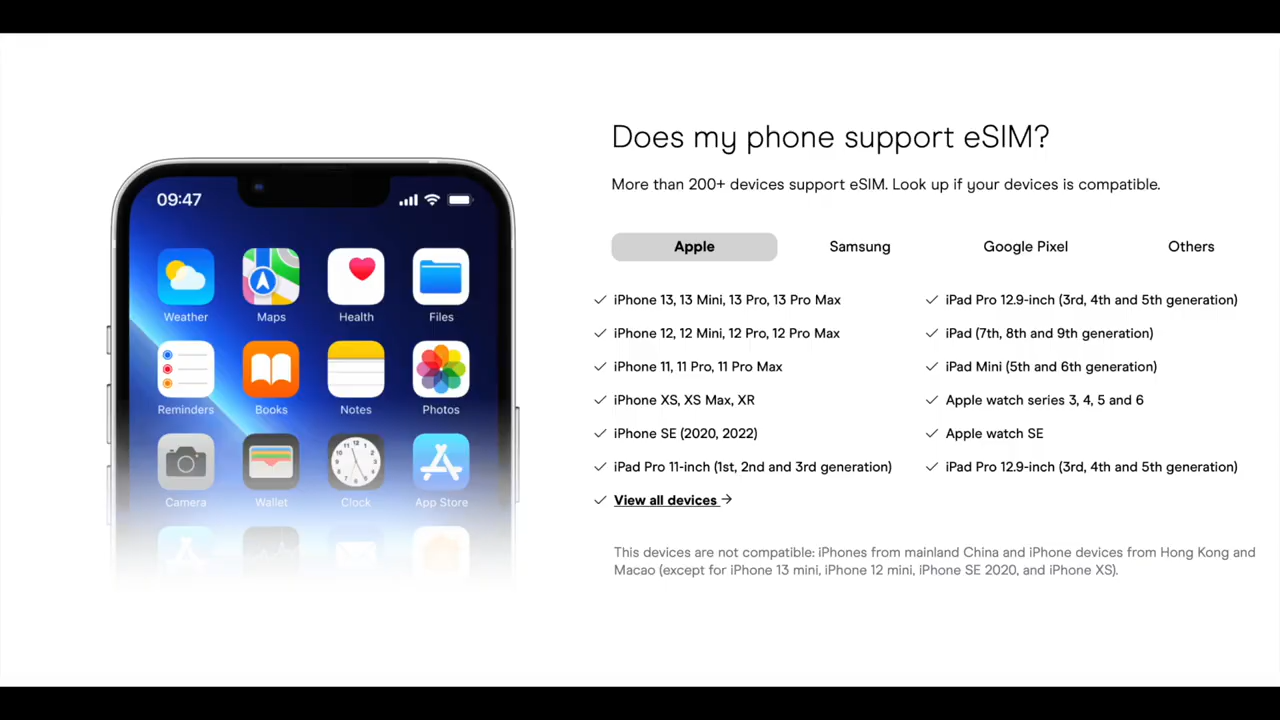 09:47
Weather Maps Health Files
Reminders Books Notes Photos
Camera Wallet Clock App Store
Does my phone support eSIM?
More than 200+ devices support eSIM. Look up if your devices is compatible.
Apple Samsung Google Pixel Others
iPhone 13, 13 Mini, 13 Pro, 13 Pro Max
iPhone 12, 12 Mini, 12 Pro, 12 Pro Max
iPhone 11, 11 Pro, 11 Pro Max
iPhone XS, XS Max, XR
iPhone SE (2020, 2022)
iPad Pro 11-inch (1st, 2nd and 3rd generation)
View all devices →
iPad Pro 12.9-inch (3rd, 4th and 5th generation)
iPad (7th, 8th and 9th generation)
iPad Mini (5th and 6th generation)
Apple watch series 3, 4, 5 and 6
Apple watch SE
iPad Pro 12.9-inch (3rd, 4th and 5th generation)
This devices are not compatible: iPhones from mainland China and iPhone devices from Hong Kong and
Macao (except for iPhone 13 mini, iPhone 12 mini, iPhone SE 2020, and iPhone XS).